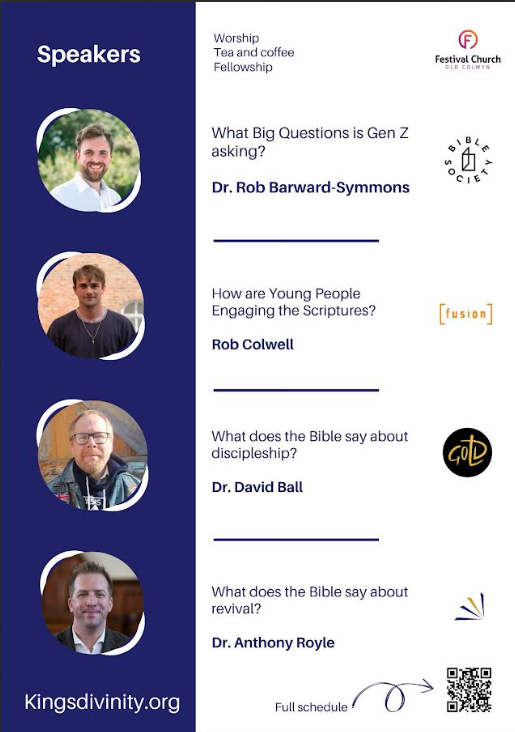 Speakers
Worship
Tea and coffee
Fellowship
Festival Church
OLD COLWYN
What Big Questions is Gen Z
asking?
Dr. Rob Barward-Symmons
BIBLE
SOCIETY
How are Young People
Engaging the Scriptures?
Rob Colwell
[fusion]
What does the Bible say about
discipleship?
Dr. David Ball
GOLD
What does the Bible say about
revival?
Dr. Anthony Royle
Kingsdivinity.org
Full schedule